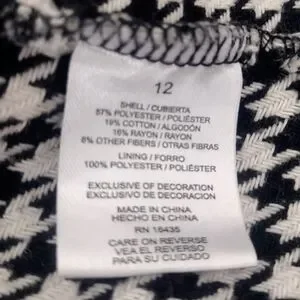 12
SHELL / CUBIERTA
57% POLYESTER / POLIÉSTER
19% COTTON / ALGODÓN
16% RAYON / RAYON
8% OTHER FIBERS / OTRAS FIBRAS
LINING / FORRO
100% POLYESTER / POLIÉSTER
EXCLUSIVE OF DECORATION
EXCLUSIVO DE DECORACION
MADE IN CHINA
HECHO EN CHINA
RN 16435
CARE ON REVERSE
VEA EL REVERSO
PARA SU CUIDADO